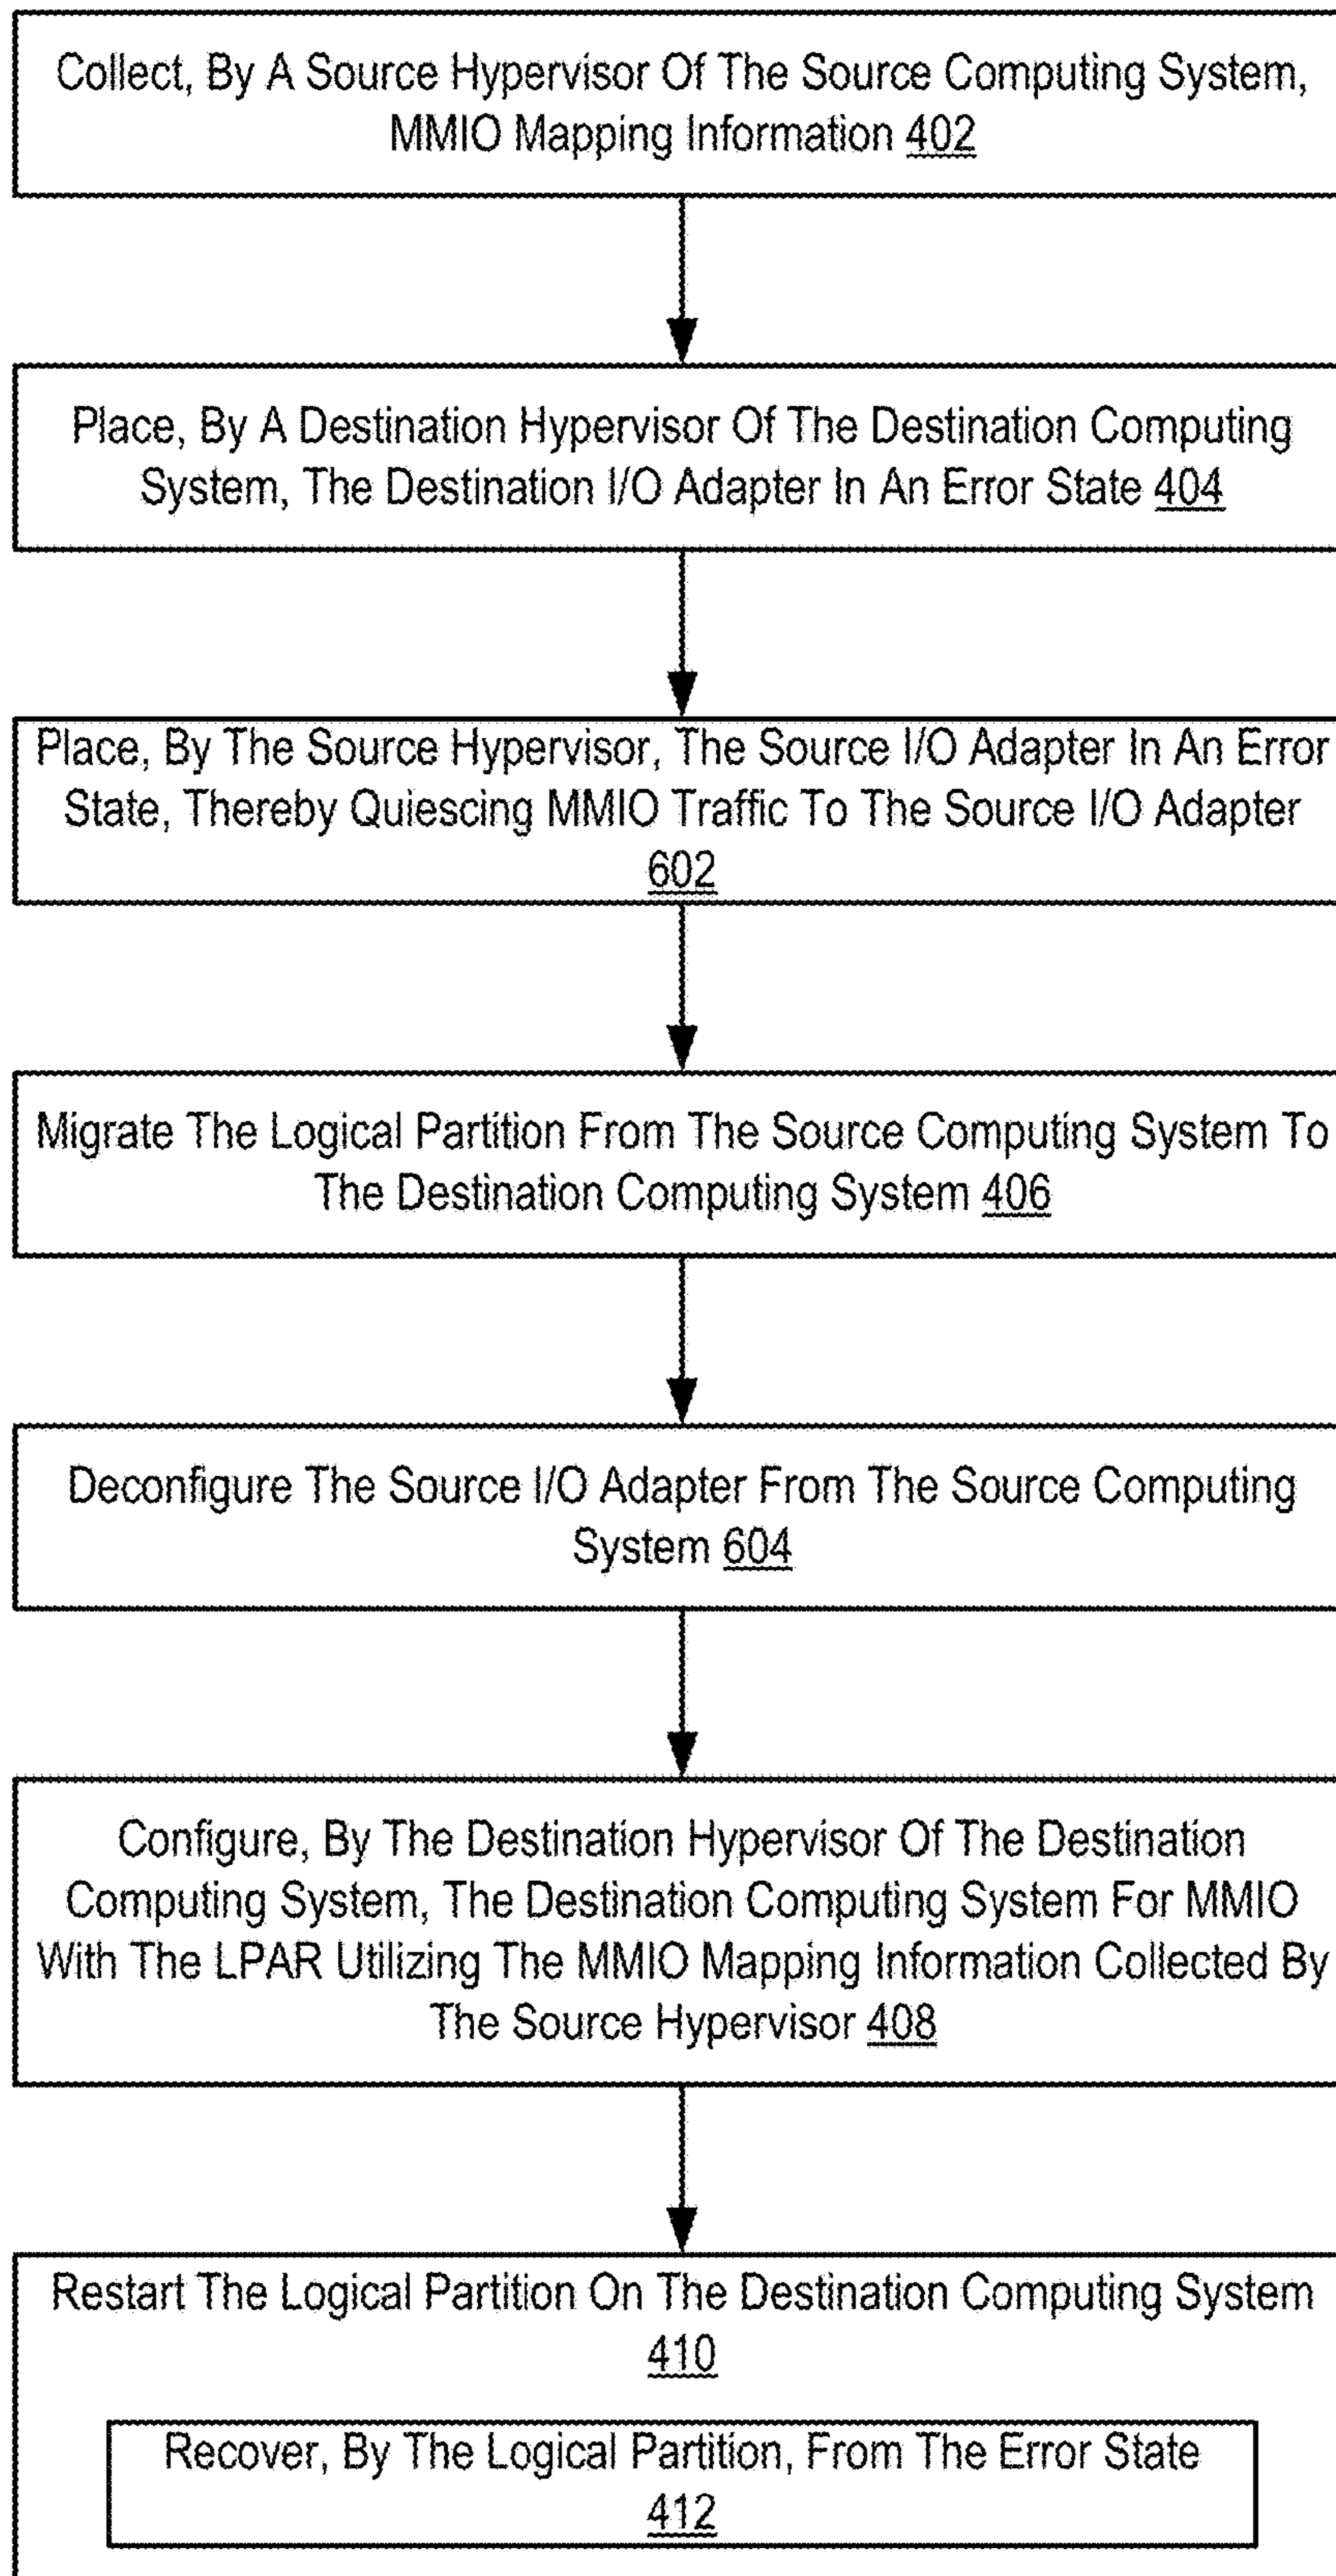 Collect, By A Source Hypervisor Of The Source Computing System,
MMIO Mapping Information 402
Place, By A Destination Hypervisor Of The Destination Computing
System, The Destination I/O Adapter In An Error State 404
Place, By The Source Hypervisor, The Source I/O Adapter In An Error
State, Thereby Quiescing MMIO Traffic To The Source I/O Adapter
602
Migrate The Logical Partition From The Source Computing System To
The Destination Computing System 406
Deconfigure The Source I/O Adapter From The Source Computing
System 604
Configure, By The Destination Hypervisor Of The Destination
Computing System, The Destination Computing System For MMIO
With The LPAR Utilizing The MMIO Mapping Information Collected By
The Source Hypervisor 408
Restart The Logical Partition On The Destination Computing System
410
Recover, By The Logical Partition, From The Error State
412